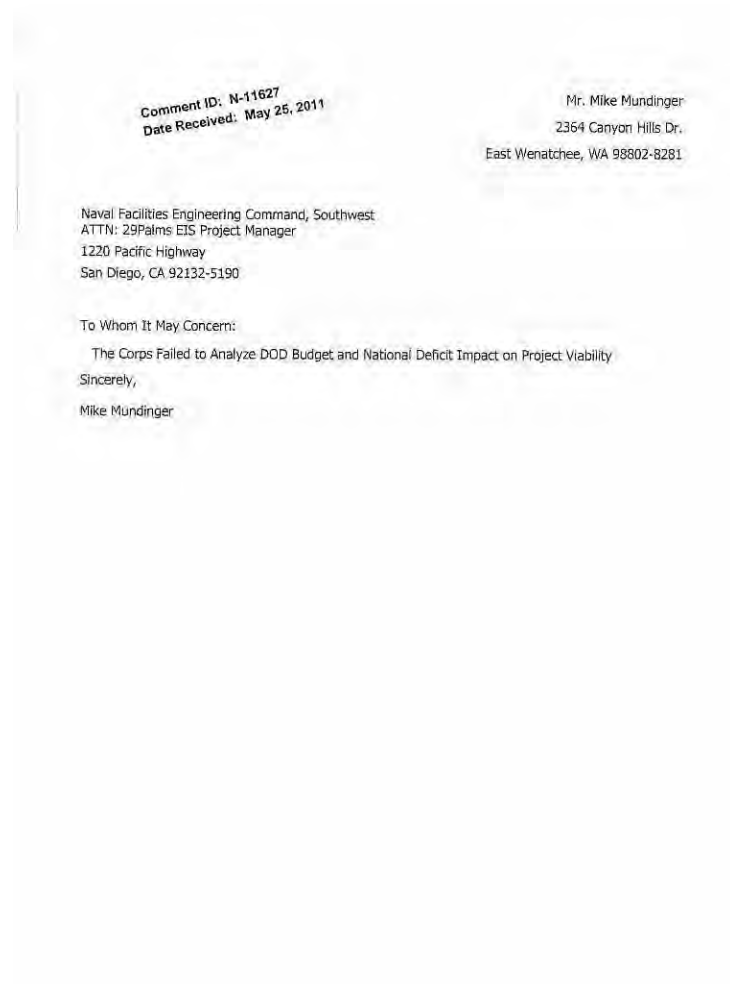 Comment ID: N-11627
Date Received: May 25, 2011
Mr. Mike Mundinger
2364 Canyon Hills Dr.
East Wenatchee, WA 98802-8281
Naval Facilities Engineering Command, Southwest
ATTN: 29Palms EIS Project Manager
1220 Pacific Highway
San Diego, CA 92132-5190
To Whom It May Concern:
The Corps Failed to Analyze DOD Budget and National Deficit Impact on Project Viability
Sincerely,
Mike Mundinger